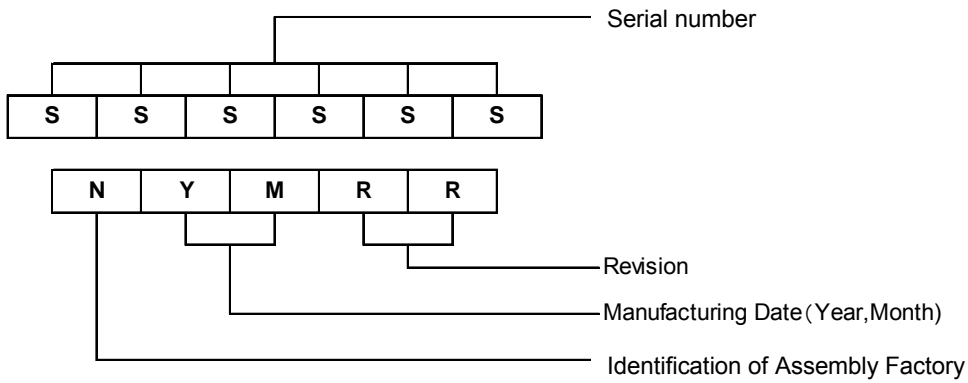 Serial number
S S S S S S
N Y M R R
Revision
Manufacturing Date（Year,Month)
Identification of Assembly Factory